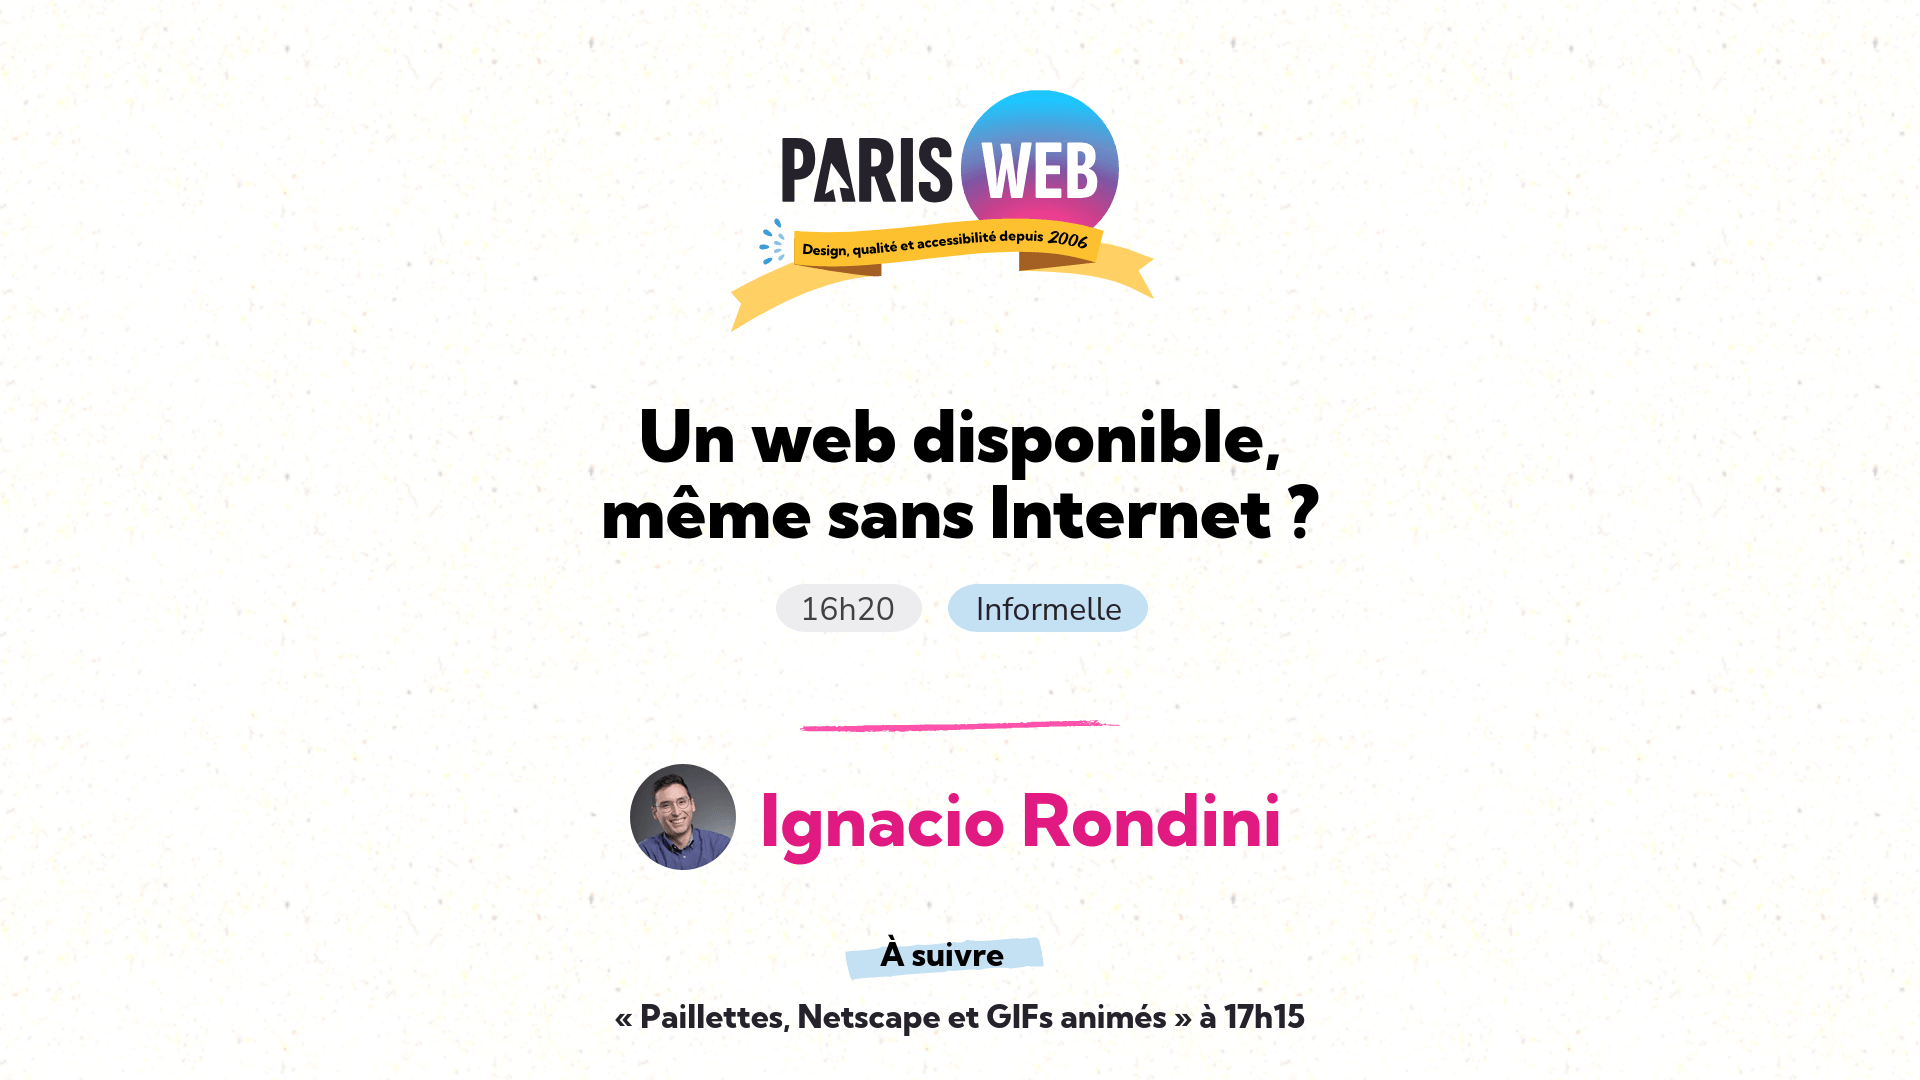 PARIS WEB
Design, qualité et accessibilité depuis 2006
Un web disponible,
même sans Internet ?
16h20 Informelle
Ignacio Rondini
À suivre
« Paillettes, Netscape et GIFs animés » à 17h15